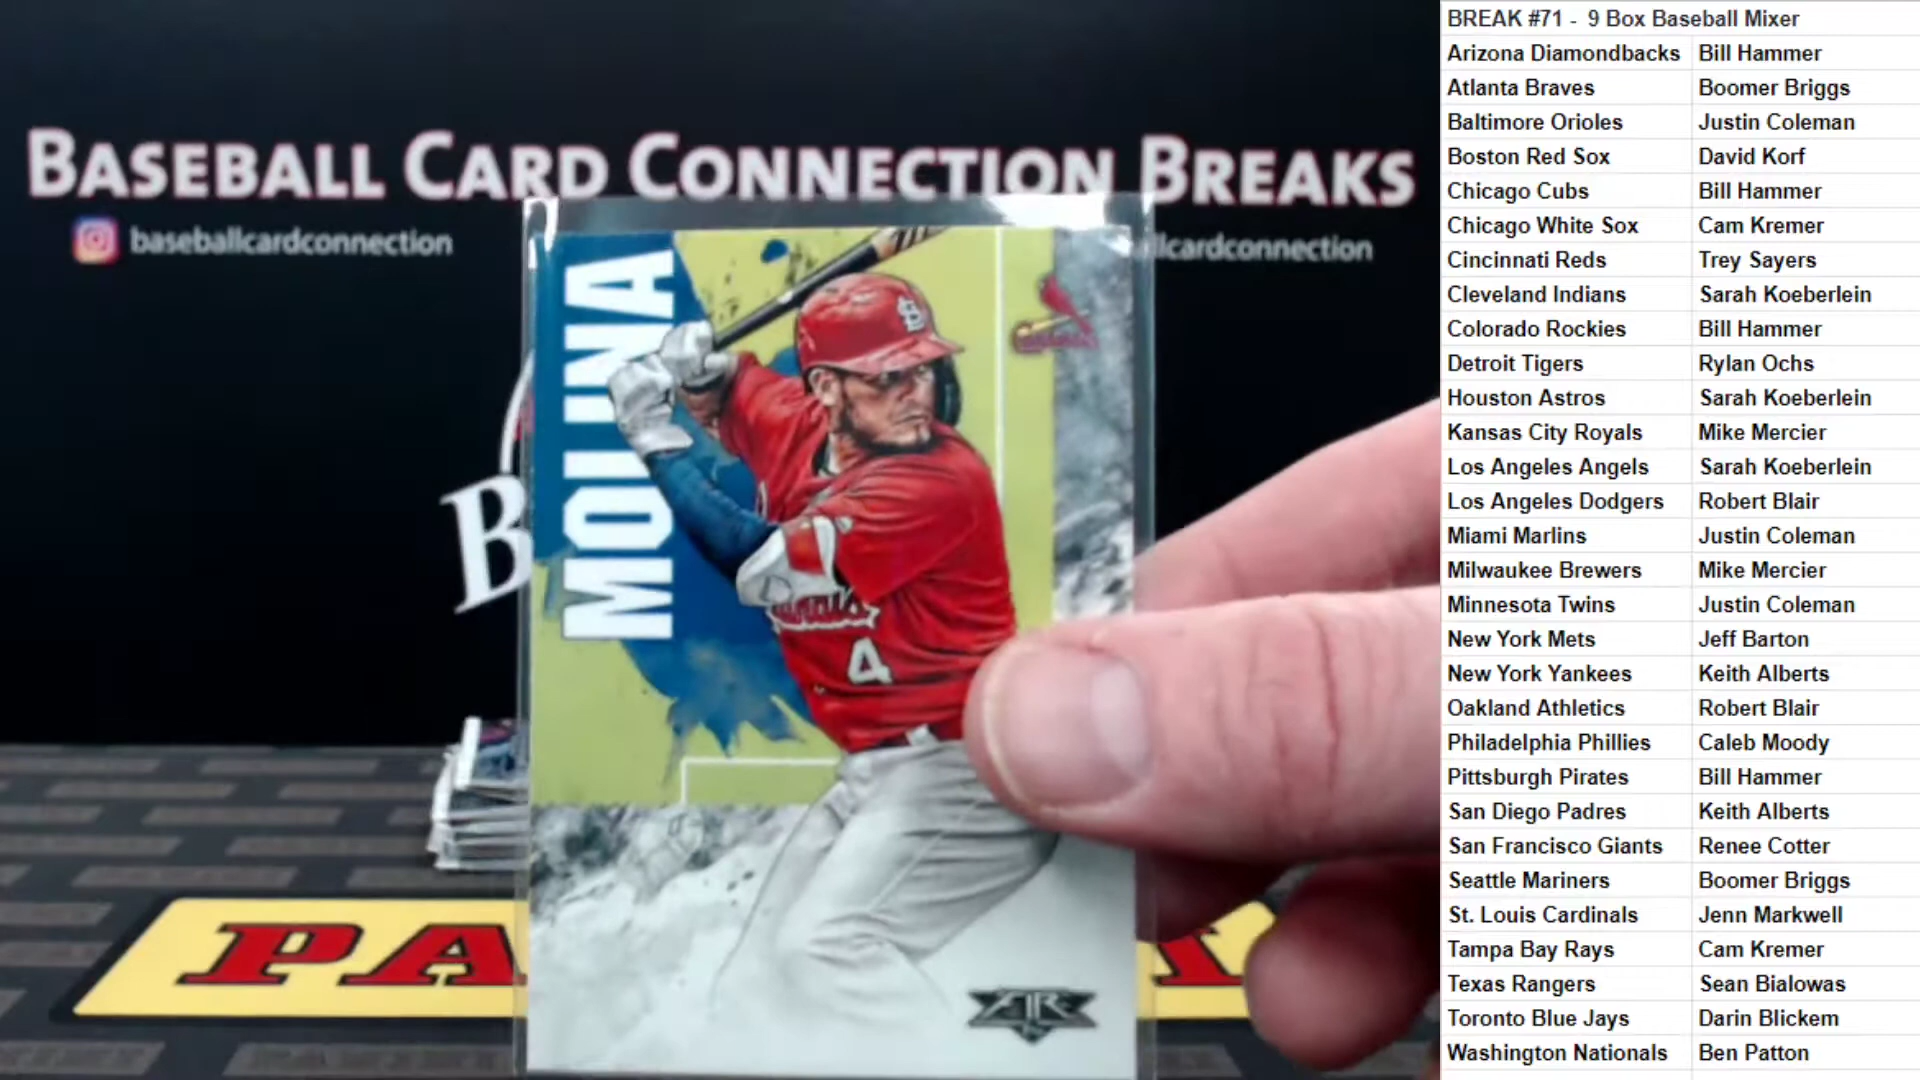 BASEBALL CARD CONNECTION BREAKS
baseballcardconnection
allcardconnection
MOLINA
4
FIRE
PA
BREAK #71 - 9 Box Baseball Mixer
Arizona Diamondbacks Bill Hammer
Atlanta Braves Boomer Briggs
Baltimore Orioles Justin Coleman
Boston Red Sox David Korf
Chicago Cubs Bill Hammer
Chicago White Sox Cam Kremer
Cincinnati Reds Trey Sayers
Cleveland Indians Sarah Koeberlein
Colorado Rockies Bill Hammer
Detroit Tigers Rylan Ochs
Houston Astros Sarah Koeberlein
Kansas City Royals Mike Mercier
Los Angeles Angels Sarah Koeberlein
Los Angeles Dodgers Robert Blair
Miami Marlins Justin Coleman
Milwaukee Brewers Mike Mercier
Minnesota Twins Justin Coleman
New York Mets Jeff Barton
New York Yankees Keith Alberts
Oakland Athletics Robert Blair
Philadelphia Phillies Caleb Moody
Pittsburgh Pirates Bill Hammer
San Diego Padres Keith Alberts
San Francisco Giants Renee Cotter
Seattle Mariners Boomer Briggs
St. Louis Cardinals Jenn Markwell
Tampa Bay Rays Cam Kremer
Texas Rangers Sean Bialowas
Toronto Blue Jays Darin Blickem
Washington Nationals Ben Patton